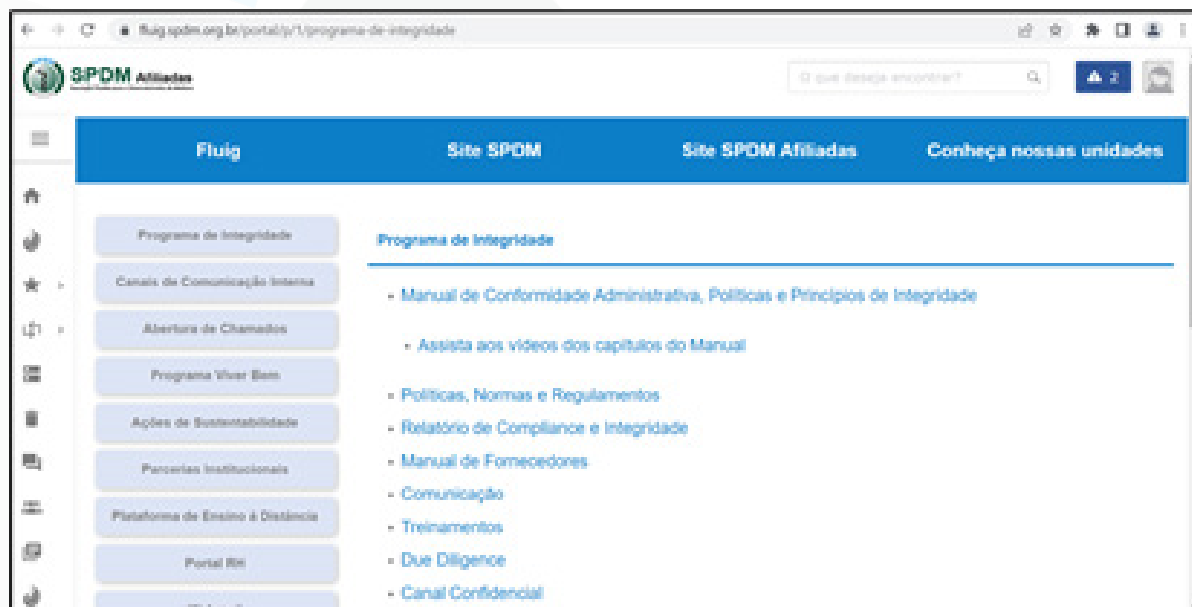 fluig.spdm.org.br/portal/p/1/programa-de-integridade
SPDM Afiliadas
O que deseja encontrar?
2
Fluig
Site SPDM
Site SPDM Afiliadas
Conheça nossas unidades
Programa de Integridade
Canais de Comunicação Interna
Abertura de Chamados
Programa Viver Bem
Ações de Sustentabilidade
Parcerias Institucionais
Plataforma de Ensino à Distância
Portal RH
Programa de Integridade
- Manual de Conformidade Administrativa, Políticas e Princípios de Integridade
- Assista aos vídeos dos capítulos do Manual
- Políticas, Normas e Regulamentos
- Relatório de Compliance e Integridade
- Manual de Fornecedores
- Comunicação
- Treinamentos
- Due Diligence
- Canal Confidencial